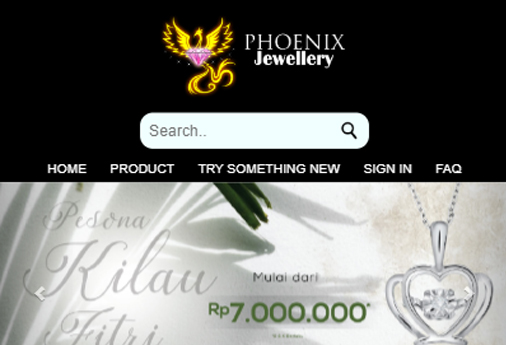 PHOENIX
Jewellery
Search..
HOME PRODUCT TRY SOMETHING NEW SIGN IN FAQ
Pesona
Kilau
Fitri
Mulai dari
Rp7.000.000*